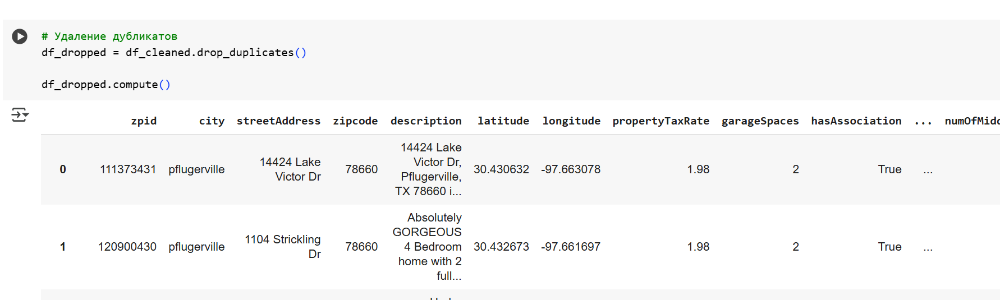 # Удаление дубликатов
df_dropped = df_cleaned.drop_duplicates()
df_dropped.compute()
zpid city streetAddress zipcode description latitude longitude propertyTaxRate garageSpaces hasAssociation ...
0 111373431 pflugerville 14424 Lake Victor Dr 78660 14424 Lake Victor Dr, Pflugerville, TX 78660 i... 30.430632 -97.663078 1.98 2 True ...
1 120900430 pflugerville 1104 Strickling Dr 78660 Absolutely GORGEOUS 4 Bedroom home with 2 full... 30.432673 -97.661697 1.98 2 True ...